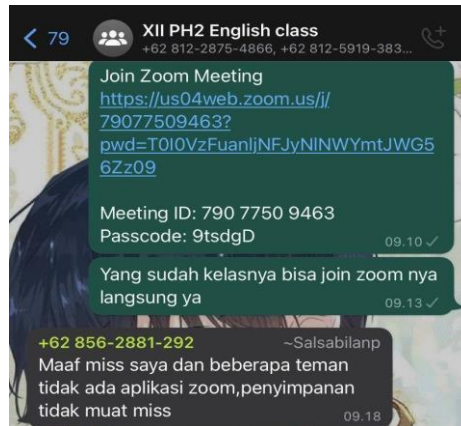 79
XII PH2 English class
+62 812-2875-4866, +62 812-5919-383...
Join Zoom Meeting
https://us04web.zoom.us/j/
79077509463?
pwd=T0l0VzFuanljNFJyNlNWYmtJWG5
6Zz09
Meeting ID: 790 7750 9463
Passcode: 9tsdgD
09.10
Yang sudah kelasnya bisa join zoom nya
langsung ya
09.13
+62 856-2881-292 ~Salsabilanp
Maaf miss saya dan beberapa teman
tidak ada aplikasi zoom,penyimpanan
tidak muat miss
09.18